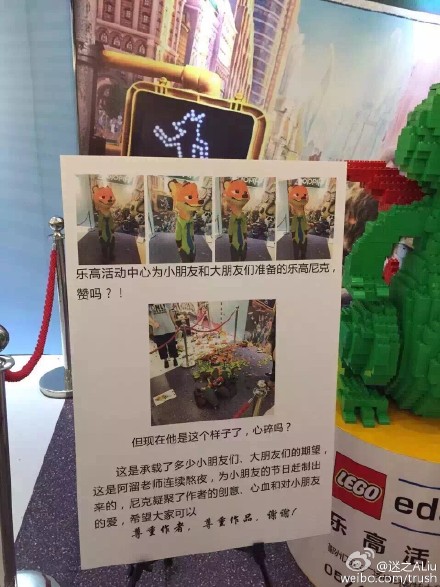 乐高活动中心为小朋友和大朋友们准备的乐高尼克，
赞吗？！
但现在他是这个样子了，心碎吗？
这是承载了多少小朋友们、大朋友们的期望，
这是阿溜老师连续熬夜，为小朋友的节日赶制出
来的，尼克凝聚了作者的创意、心血和对小朋友
的爱，希望大家可以
尊重作者，尊重作品，谢谢！
LEGO
ed
乐高活
@迷之ALiu
weibo.com/trush